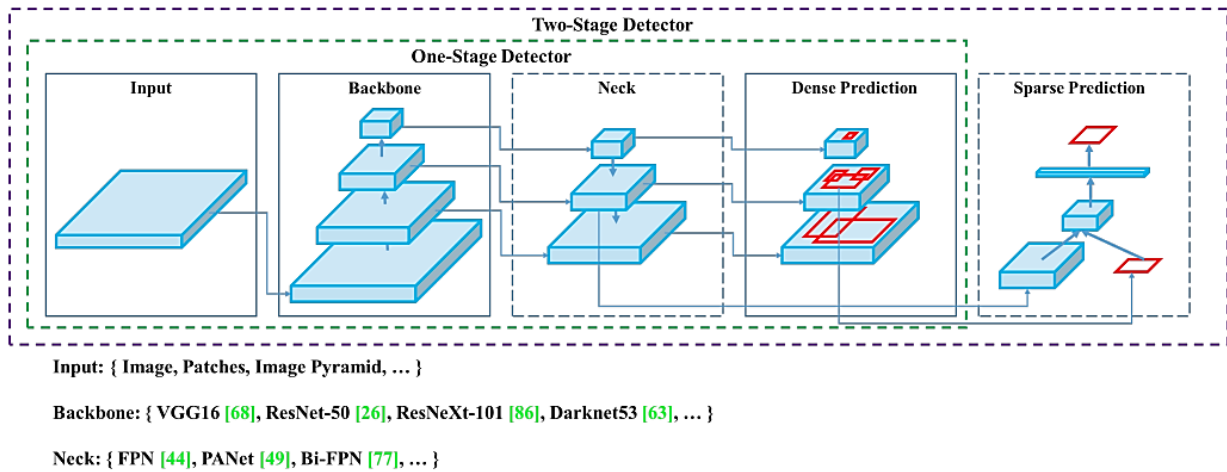 Two-Stage Detector
One-Stage Detector
Input
Backbone
Neck
Dense Prediction
Sparse Prediction
Input: { Image, Patches, Image Pyramid, … }
Backbone: { VGG16 [68], ResNet-50 [26], ResNeXt-101 [86], Darknet53 [63], … }
Neck: { FPN [44], PANet [49], Bi-FPN [77], … }